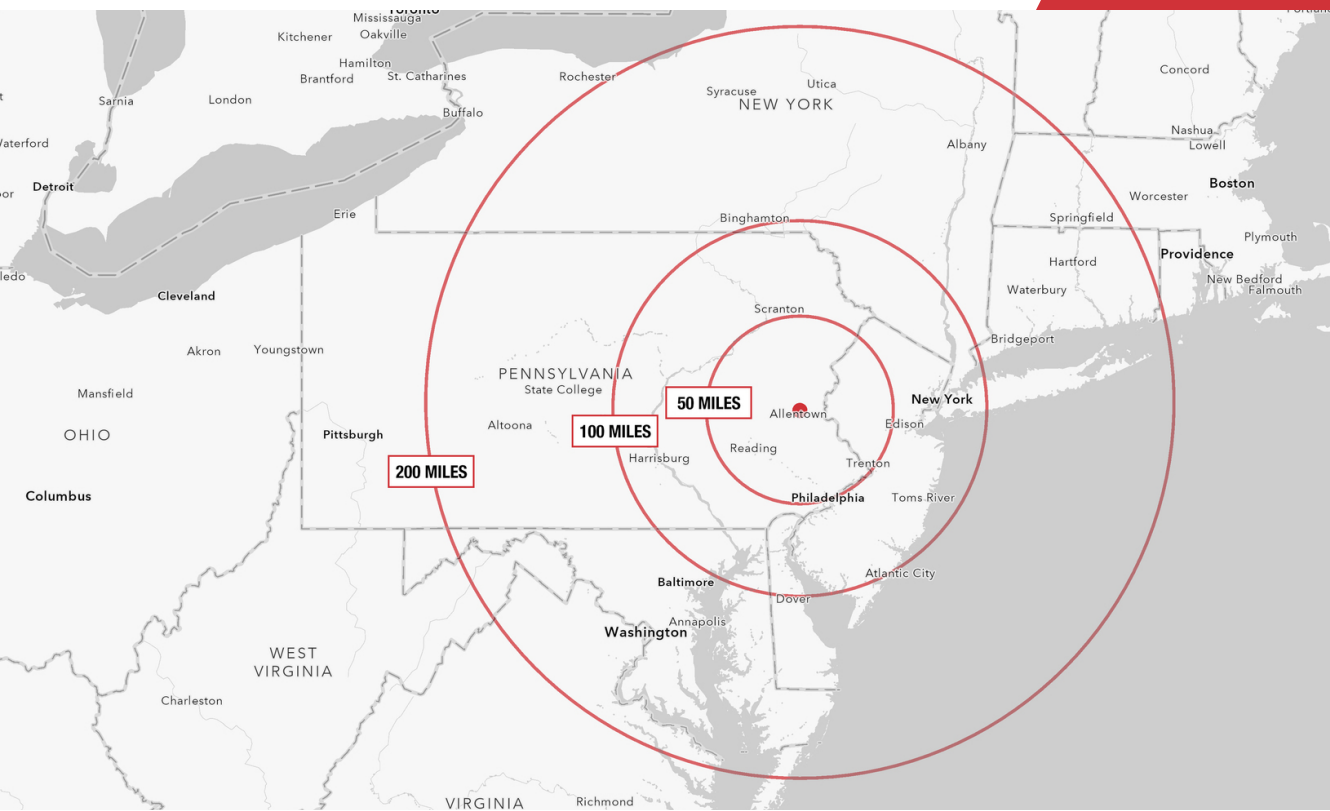 Toronto
Mississauga
Oakville
Kitchener
Hamilton
Brantford
St. Catharines
Rochester
Syracuse
Utica
NEW YORK
Concord
Sarnia
London
Buffalo
Albany
Nashua
Lowell
Detroit
Boston
Worcester
Erie
Binghamton
Springfield
Plymouth
Providence
Hartford
New Bedford
Falmouth
Waterbury
Cleveland
Scranton
Bridgeport
Akron
Youngstown
PENNSYLVANIA
State College
Mansfield
50 MILES
New York
Allentown
Edison
OHIO
Pittsburgh
Altoona
100 MILES
Reading
Harrisburg
Trenton
200 MILES
Columbus
Philadelphia
Toms River
Atlantic City
Baltimore
Dover
Annapolis
Washington
WEST
VIRGINIA
Charleston
VIRGINIA
Richmond